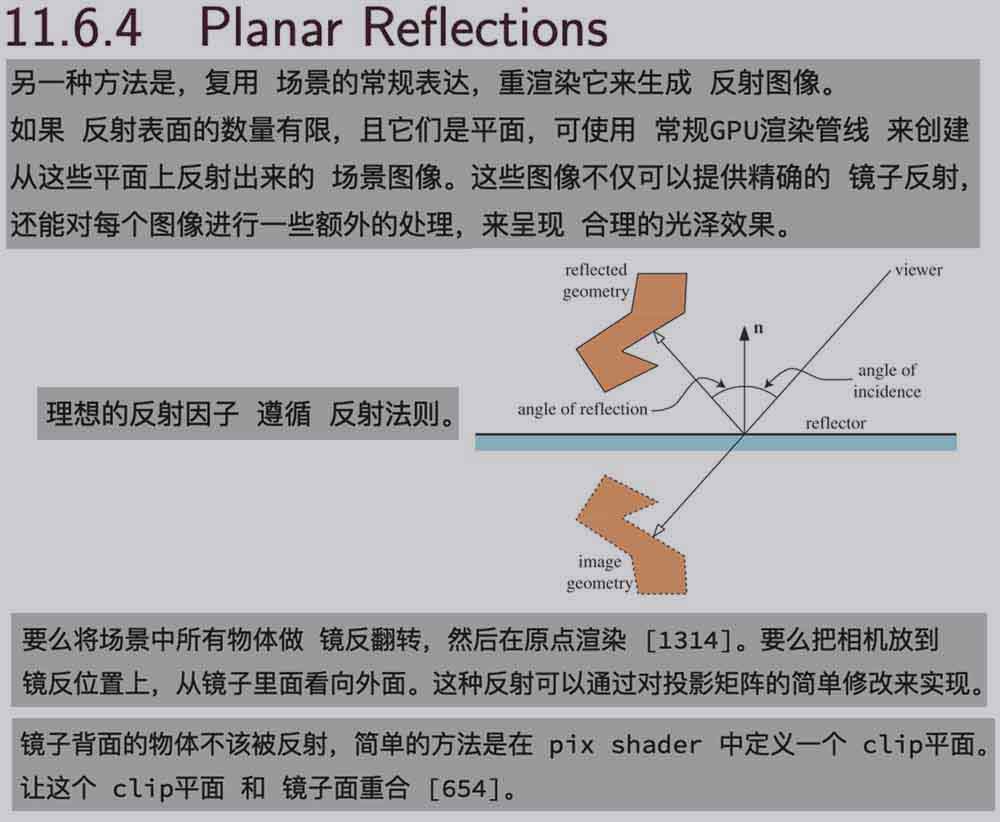 11.6.4 Planar Reflections
另一种方法是，复用 场景的常规表达，重渲染它来生成 反射图像。
如果 反射表面的数量有限，且它们是平面，可使用 常规GPU渲染管线 来创建
从这些平面上反射出来的 场景图像。这些图像不仅可以提供精确的 镜子反射，
还能对每个图像进行一些额外的处理，来呈现 合理的光泽效果。
reflected
geometry
viewer
n
angle of
incidence
angle of reflection
reflector
理想的反射因子 遵循 反射法则。
image
geometry
要么将场景中所有物体做 镜反翻转，然后在原点渲染 [1314]。要么把相机放到
镜反位置上，从镜子里面看向外面。这种反射可以通过对投影矩阵的简单修改来实现。
镜子背面的物体不该被反射，简单的方法是在 pix shader 中定义一个 clip平面。
让这个 clip平面 和 镜子面重合 [654]。